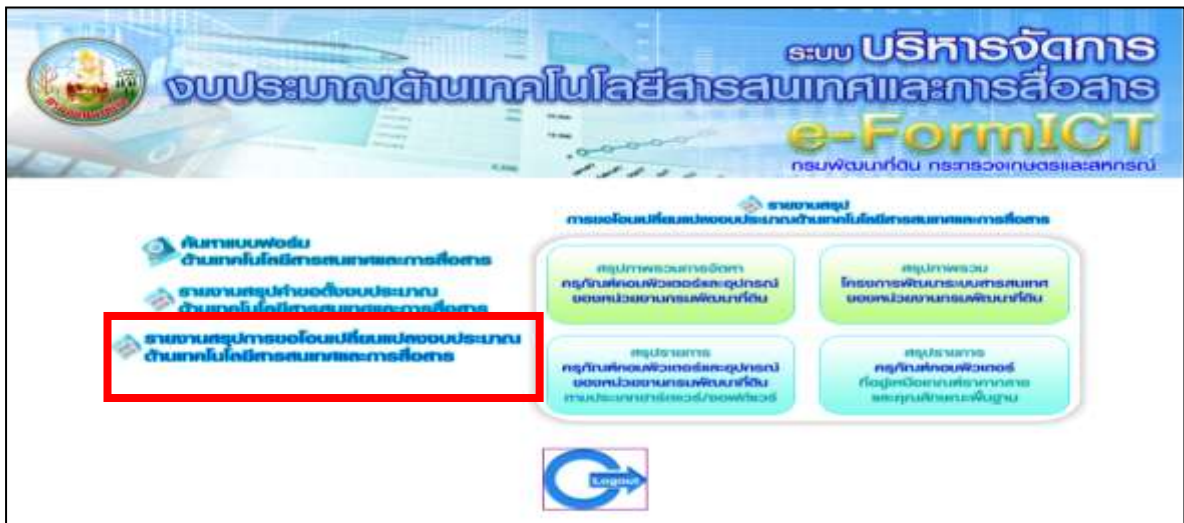 ระบบ บริหารจัดการ
งบประมาณด้านเทคโนโลยีสารสนเทศและการสื่อสาร
e-FormICT
กรมพัฒนาที่ดิน กระทรวงเกษตรและสหกรณ์
รายงานสรุป
การขอโอนเปลี่ยนแปลงงบประมาณด้านเทคโนโลยีสารสนเทศและการสื่อสาร
ค้นหาแบบฟอร์ม
ด้านเทคโนโลยีสารสนเทศและการสื่อสาร
รายงานสรุปคำขอตั้งงบประมาณ
ด้านเทคโนโลยีสารสนเทศและการสื่อสาร
รายงานสรุปการขอโอนเปลี่ยนแปลงงบประมาณ
ด้านเทคโนโลยีสารสนเทศและการสื่อสาร
สรุปภาพรวมการจัดหา
ครุภัณฑ์คอมพิวเตอร์และอุปกรณ์
ของหน่วยงานกรมพัฒนาที่ดิน
สรุปภาพรวม
โครงการพัฒนาระบบสารสนเทศ
ของหน่วยงานกรมพัฒนาที่ดิน
สรุปรายการ
ครุภัณฑ์คอมพิวเตอร์และอุปกรณ์
ของหน่วยงานกรมพัฒนาที่ดิน
ตามประเภทฮาร์ดแวร์/ซอฟต์แวร์
สรุปรายการ
ครุภัณฑ์คอมพิวเตอร์
ที่อยู่เหนือเกณฑ์ราคากลาง
และคุณลักษณะพื้นฐาน
Logout